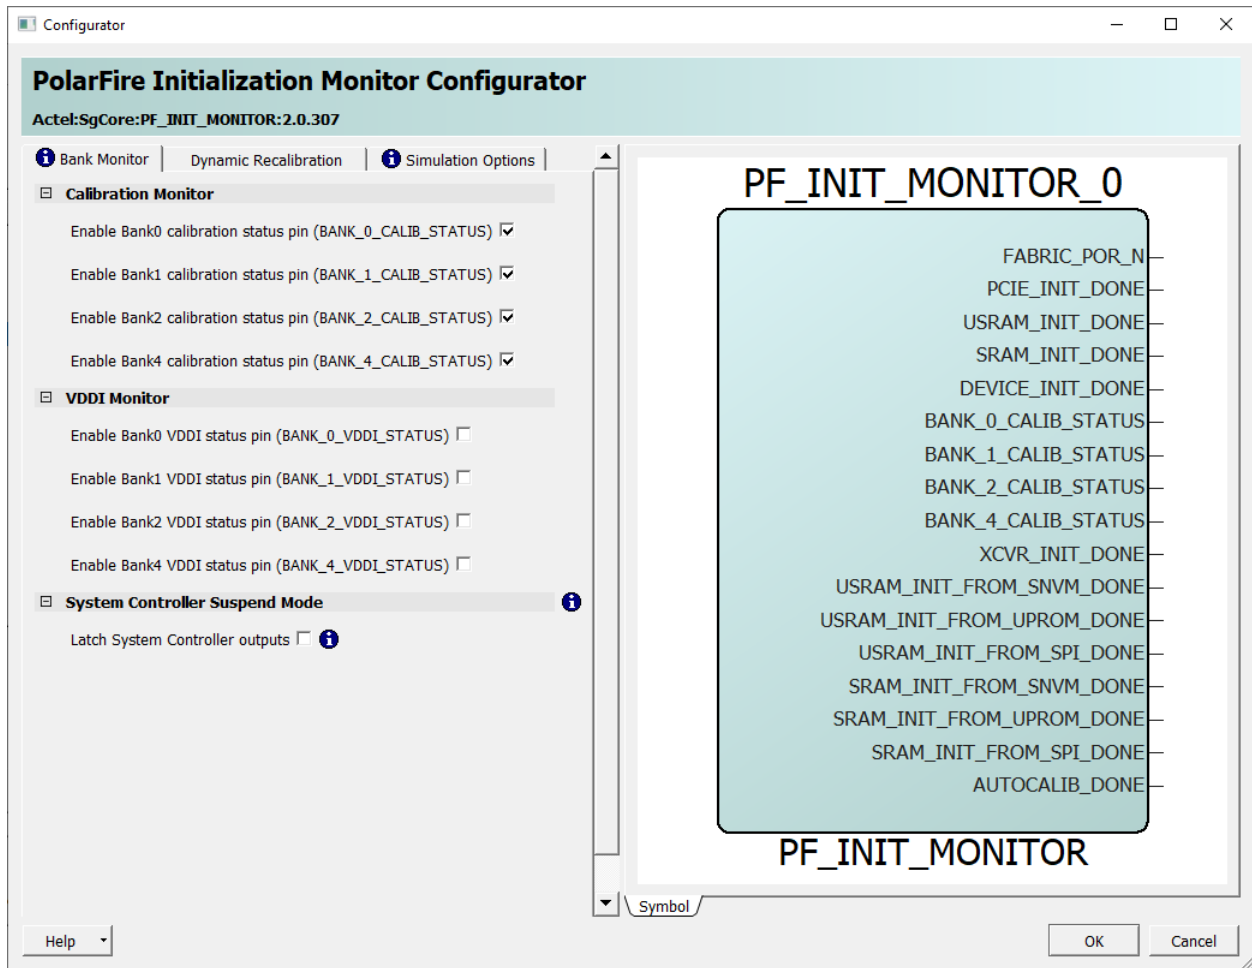 Configurator
PolarFire Initialization Monitor Configurator
Actel:SgCore:PF_INIT_MONITOR:2.0.307
Bank Monitor
Dynamic Recalibration
Simulation Options
Calibration Monitor
Enable Bank0 calibration status pin (BANK_0_CALIB_STATUS)
Enable Bank1 calibration status pin (BANK_1_CALIB_STATUS)
Enable Bank2 calibration status pin (BANK_2_CALIB_STATUS)
Enable Bank4 calibration status pin (BANK_4_CALIB_STATUS)
VDDI Monitor
Enable Bank0 VDDI status pin (BANK_0_VDDI_STATUS)
Enable Bank1 VDDI status pin (BANK_1_VDDI_STATUS)
Enable Bank2 VDDI status pin (BANK_2_VDDI_STATUS)
Enable Bank4 VDDI status pin (BANK_4_VDDI_STATUS)
System Controller Suspend Mode
Latch System Controller outputs
PF_INIT_MONITOR_0
FABRIC_POR_N
PCIE_INIT_DONE
USRAM_INIT_DONE
SRAM_INIT_DONE
DEVICE_INIT_DONE
BANK_0_CALIB_STATUS
BANK_1_CALIB_STATUS
BANK_2_CALIB_STATUS
BANK_4_CALIB_STATUS
XCVR_INIT_DONE
USRAM_INIT_FROM_SNVM_DONE
USRAM_INIT_FROM_UPROM_DONE
USRAM_INIT_FROM_SPI_DONE
SRAM_INIT_FROM_SNVM_DONE
SRAM_INIT_FROM_UPROM_DONE
SRAM_INIT_FROM_SPI_DONE
AUTOCALIB_DONE
PF_INIT_MONITOR
Symbol
Help
OK
Cancel